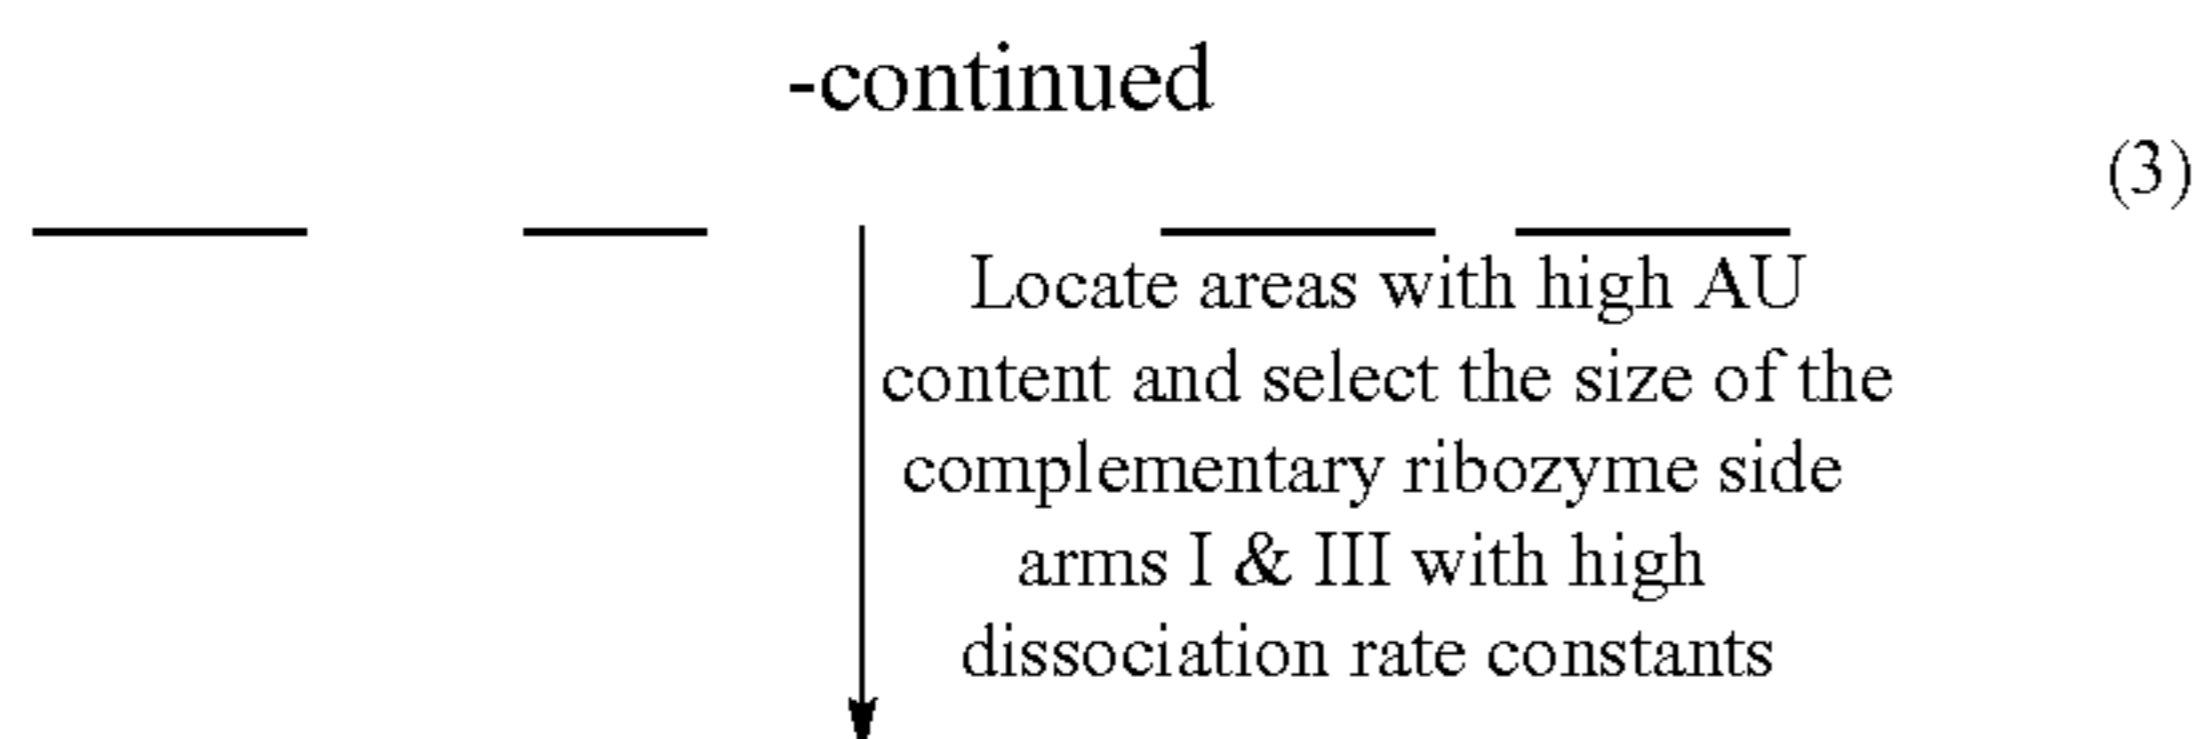 -continued
(3)
Locate areas with high AU
content and select the size of the
complementary ribozyme side
arms I & III with high
dissociation rate constants